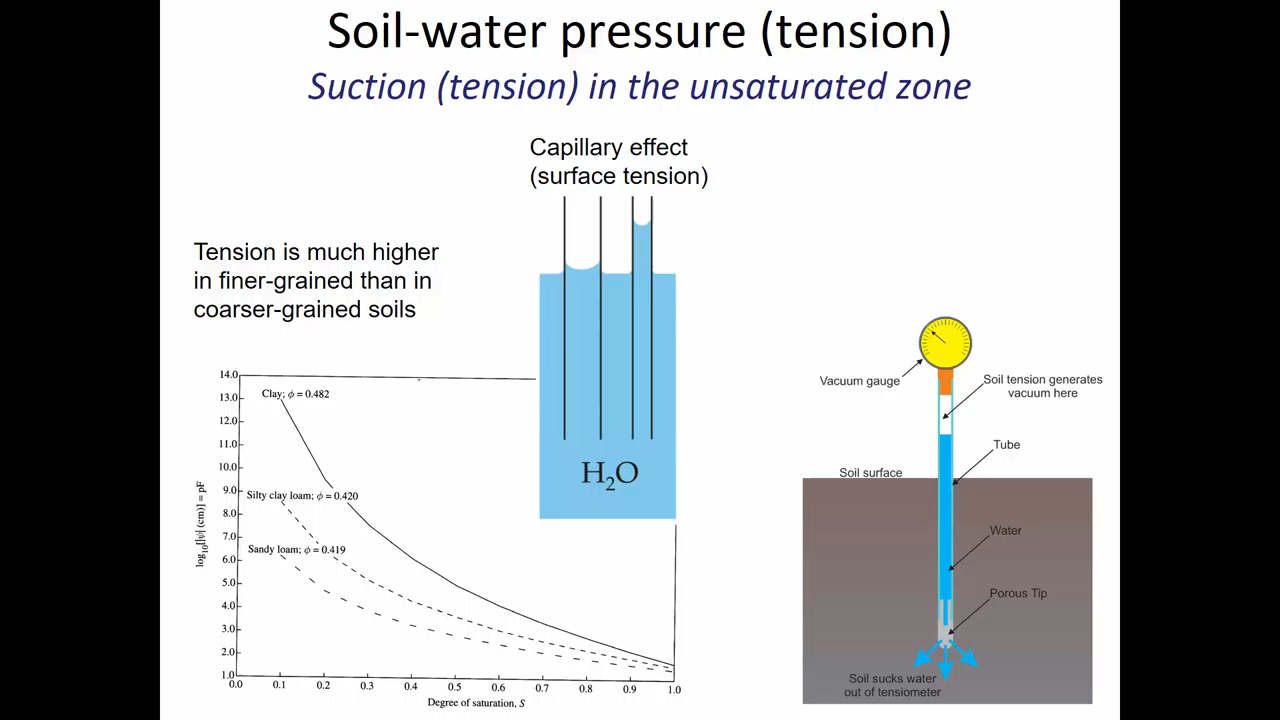 Soil-water pressure (tension)
Suction (tension) in the unsaturated zone
Capillary effect
(surface tension)
Tension is much higher
in finer-grained than in
coarser-grained soils
H₂O
14.0
13.0
12.0
11.0
10.0
9.0
8.0
7.0
6.0
5.0
4.0
3.0
2.0
1.0
log₁₀[|ψ| (cm)] = pF
Clay; ϕ = 0.482
Silty clay loam; ϕ = 0.420
Sandy loam; ϕ = 0.419
0.0 0.1 0.2 0.3 0.4 0.5 0.6 0.7 0.8 0.9 1.0
Degree of saturation, S
Vacuum gauge
Soil tension generates
vacuum here
Tube
Soil surface
Water
Porous Tip
Soil sucks water
out of tensiometer